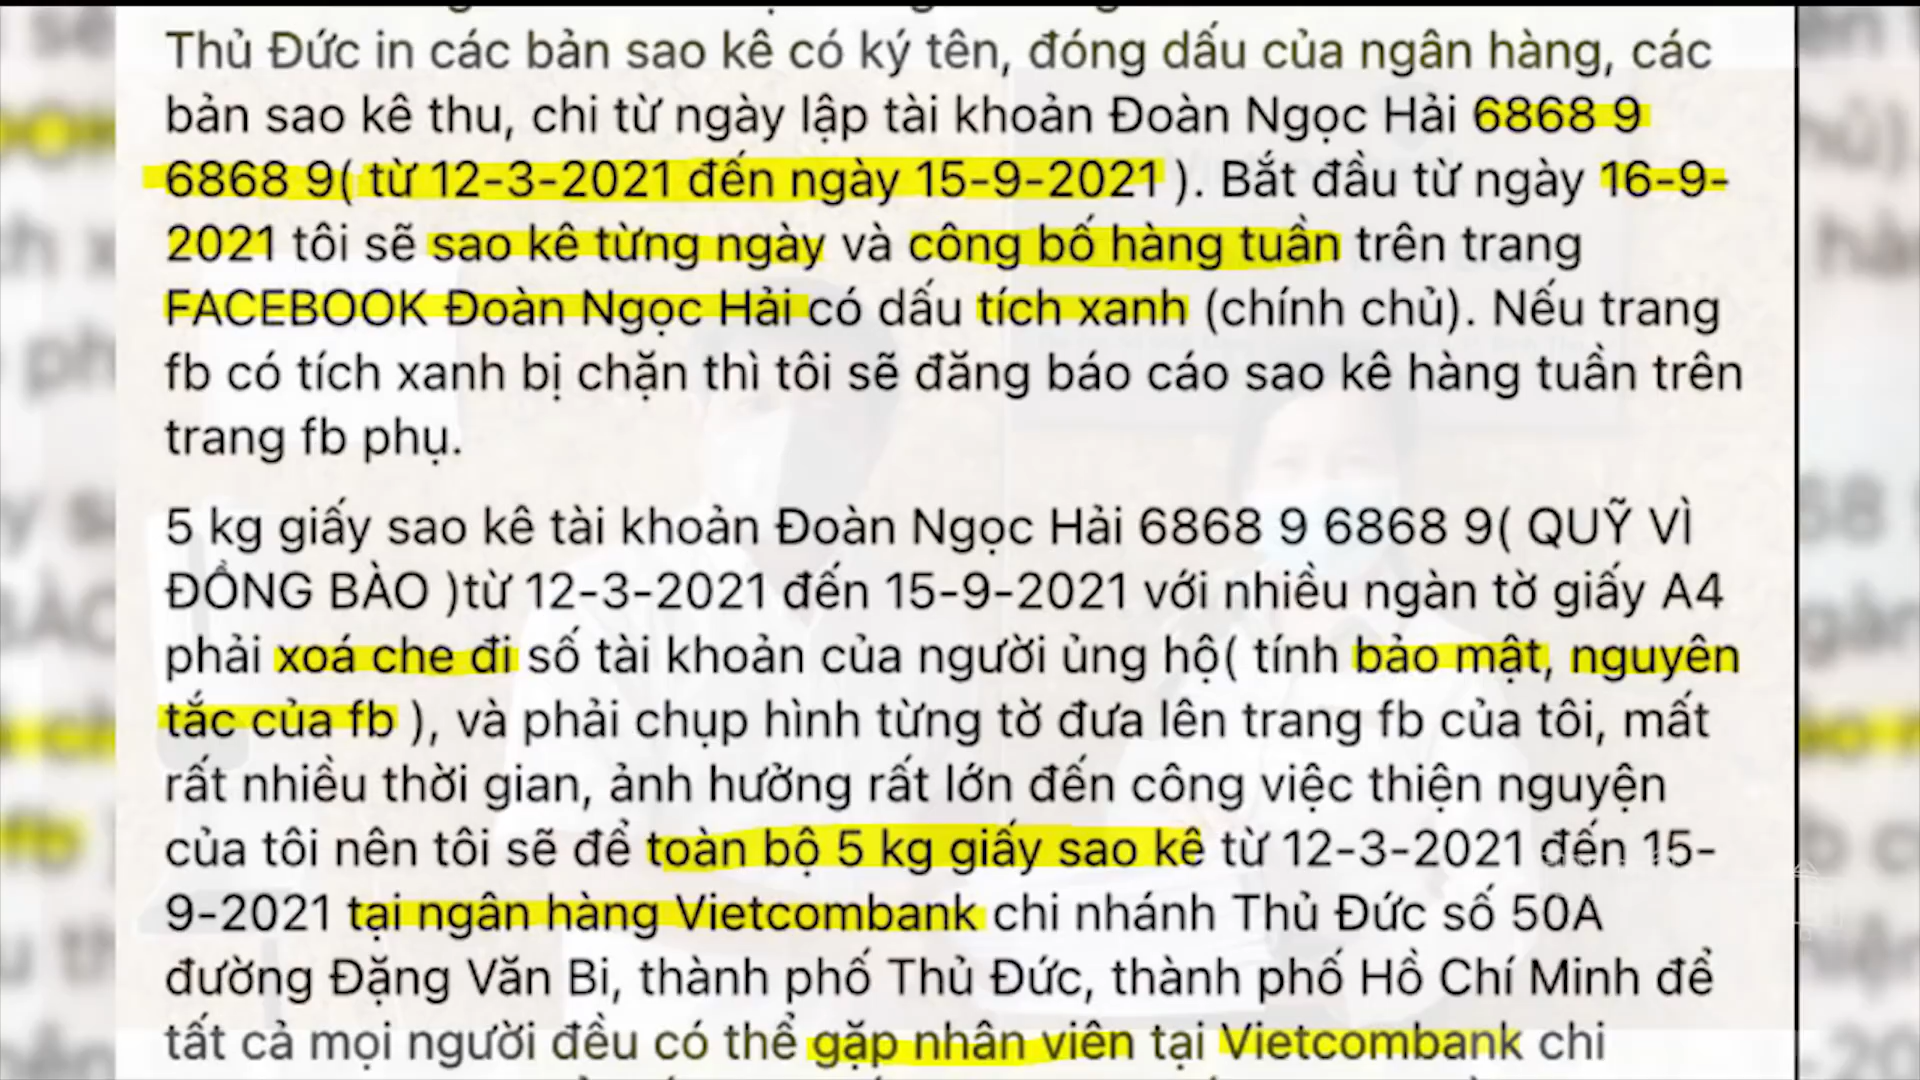 Thủ Đức in các bản sao kê có ký tên, đóng dấu của ngân hàng, các
bản sao kê thu, chi từ ngày lập tài khoản Đoàn Ngọc Hải 6868 9
6868 9( từ 12-3-2021 đến ngày 15-9-2021 ). Bắt đầu từ ngày 16-9-
2021 tôi sẽ sao kê từng ngày và công bố hàng tuần trên trang
FACEBOOK Đoàn Ngọc Hải có dấu tích xanh (chính chủ). Nếu trang
fb có tích xanh bị chặn thì tôi sẽ đăng báo cáo sao kê hàng tuần trên
trang fb phụ.
5 kg giấy sao kê tài khoản Đoàn Ngọc Hải 6868 9 6868 9( QUỸ VÌ
ĐỒNG BÀO )từ 12-3-2021 đến 15-9-2021 với nhiều ngàn tờ giấy A4
phải xoá che đi số tài khoản của người ủng hộ( tính bảo mật, nguyên
tắc của fb ), và phải chụp hình từng tờ đưa lên trang fb của tôi, mất
rất nhiều thời gian, ảnh hưởng rất lớn đến công việc thiện nguyện
của tôi nên tôi sẽ để toàn bộ 5 kg giấy sao kê từ 12-3-2021 đến 15-
9-2021 tại ngân hàng Vietcombank chi nhánh Thủ Đức số 50A
đường Đặng Văn Bi, thành phố Thủ Đức, thành phố Hồ Chí Minh để
tất cả mọi người đều có thể gặp nhân viên tại Vietcombank chi